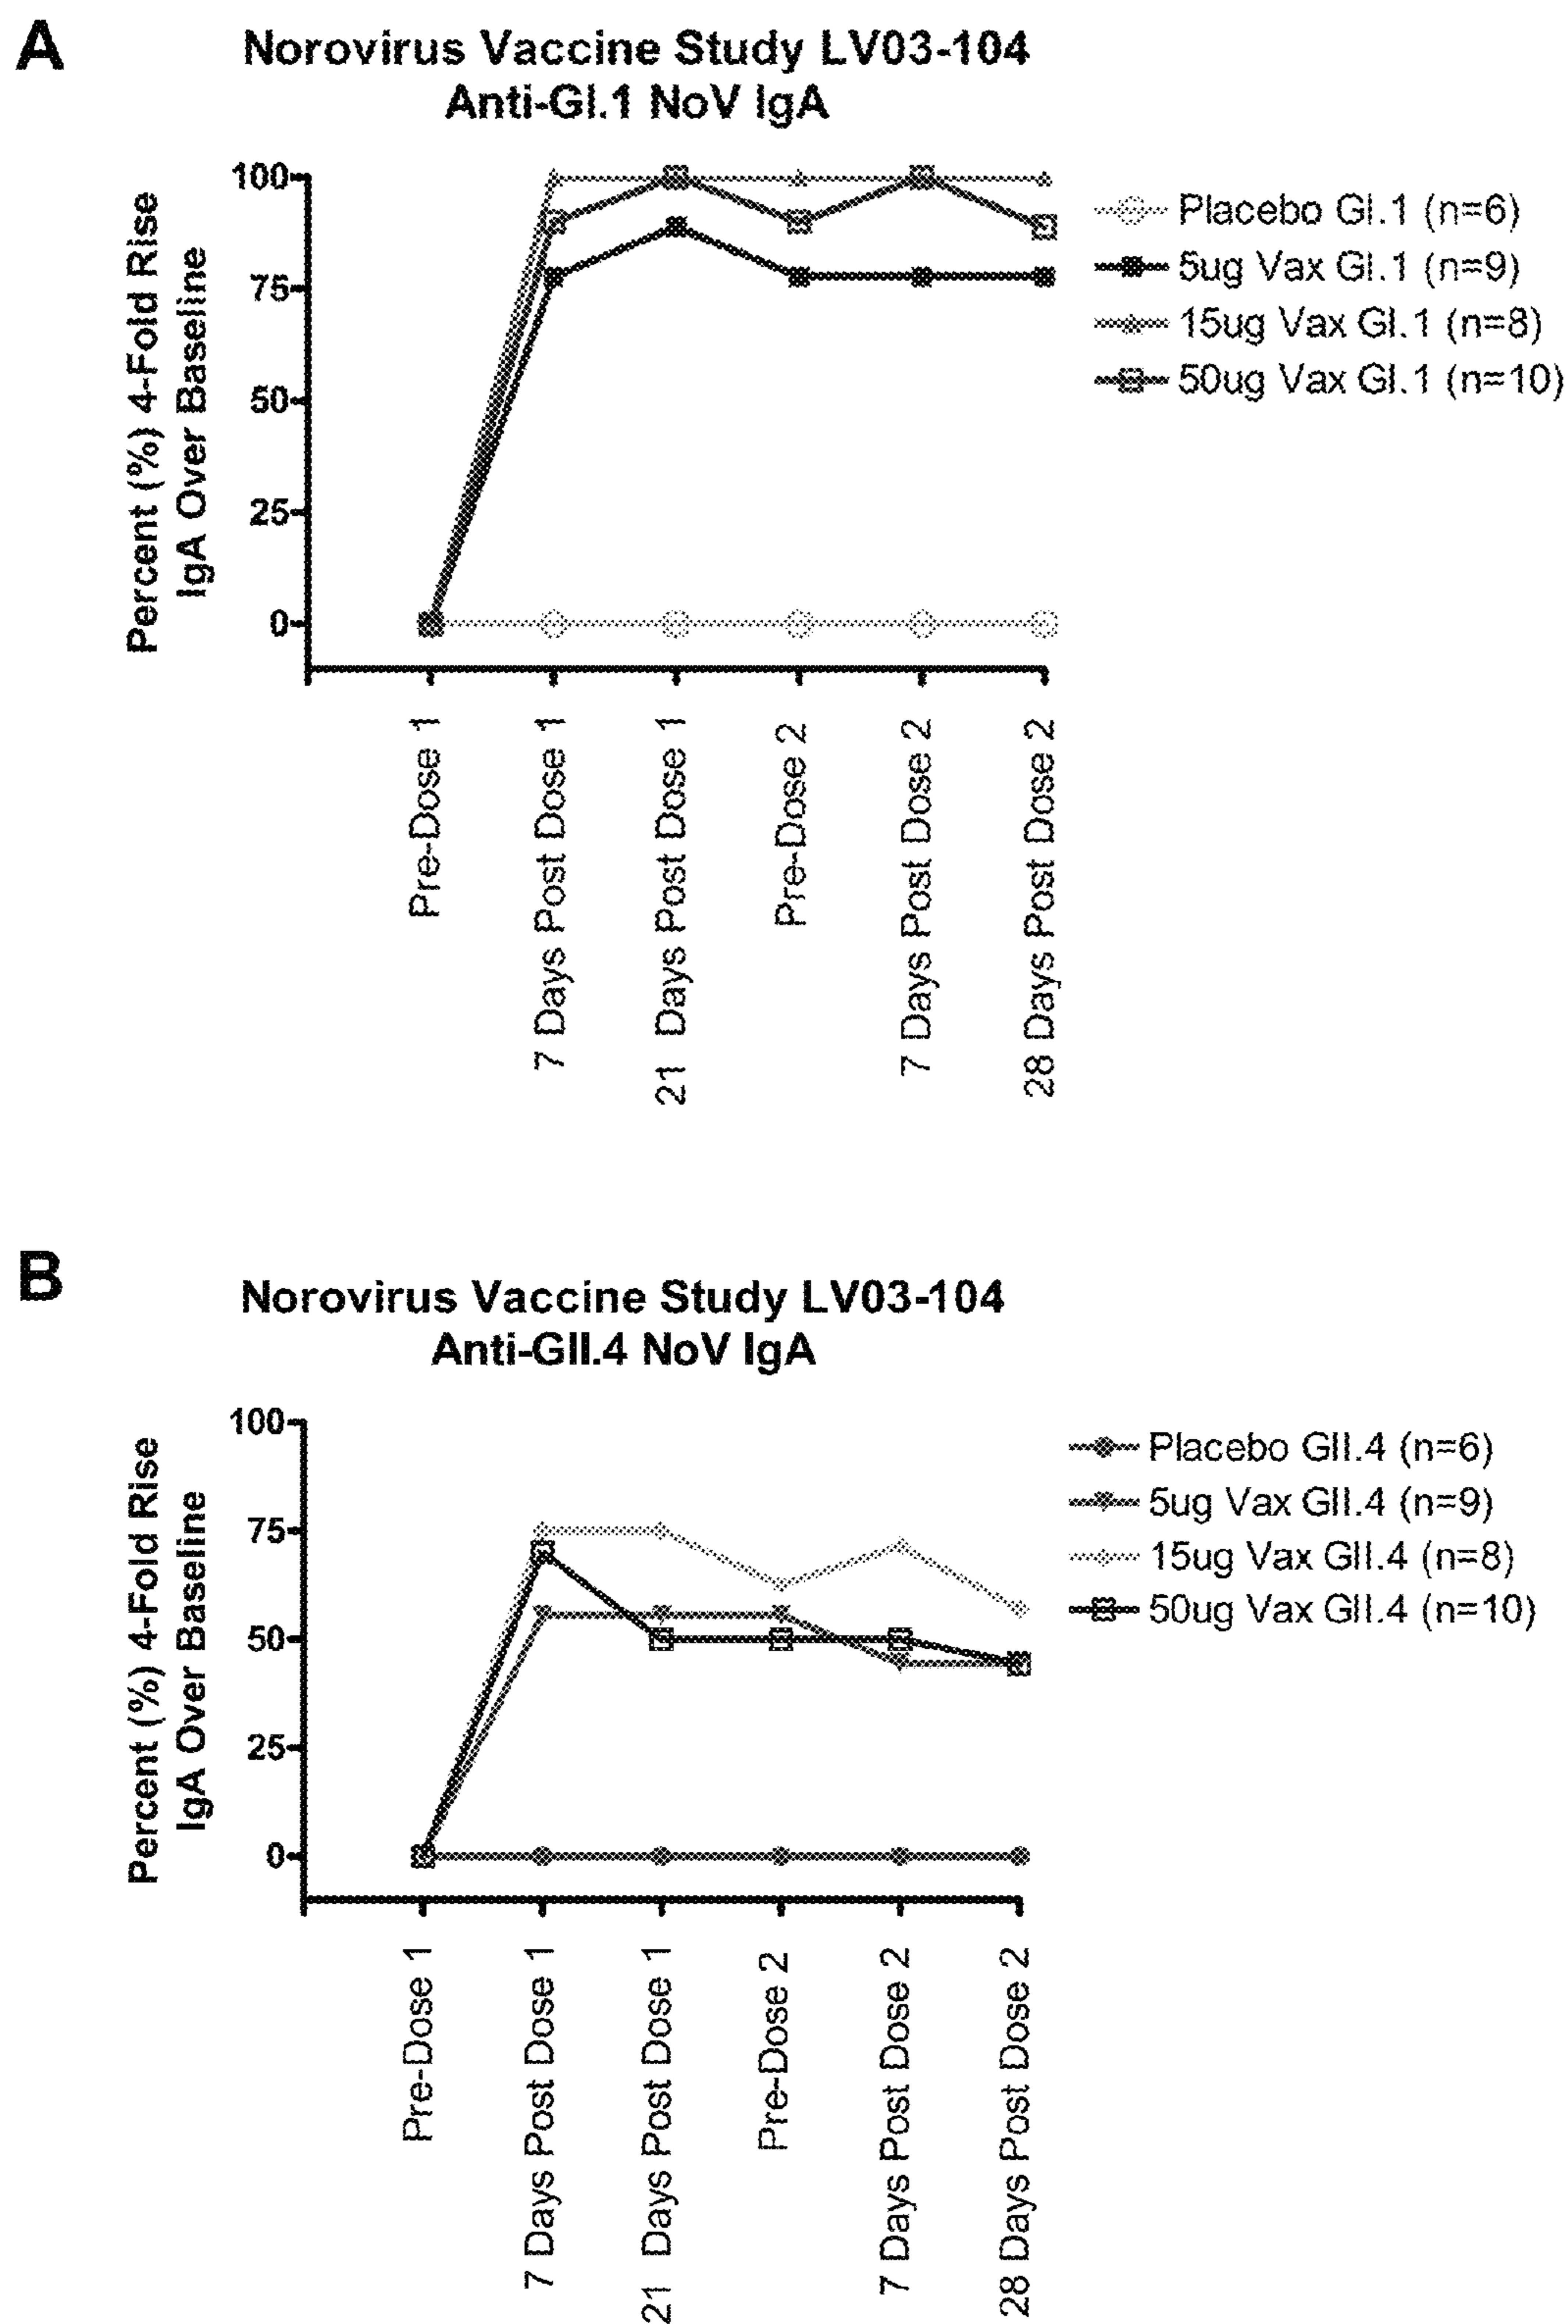 A
Norovirus Vaccine Study LV03-104
Anti-GI.1 NoV IgA
Percent (%) 4-Fold Rise
IgA Over Baseline
100
75
50
25
0
Placebo GI.1 (n=6)
5ug Vax GI.1 (n=9)
15ug Vax GI.1 (n=8)
50ug Vax GI.1 (n=10)
Pre-Dose 1
7 Days Post Dose 1
21 Days Post Dose 1
Pre-Dose 2
7 Days Post Dose 2
28 Days Post Dose 2
B
Norovirus Vaccine Study LV03-104
Anti-GII.4 NoV IgA
Percent (%) 4-Fold Rise
IgA Over Baseline
100
75
50
25
0
Placebo GII.4 (n=6)
5ug Vax GII.4 (n=9)
15ug Vax GII.4 (n=8)
50ug Vax GII.4 (n=10)
Pre-Dose 1
7 Days Post Dose 1
21 Days Post Dose 1
Pre-Dose 2
7 Days Post Dose 2
28 Days Post Dose 2